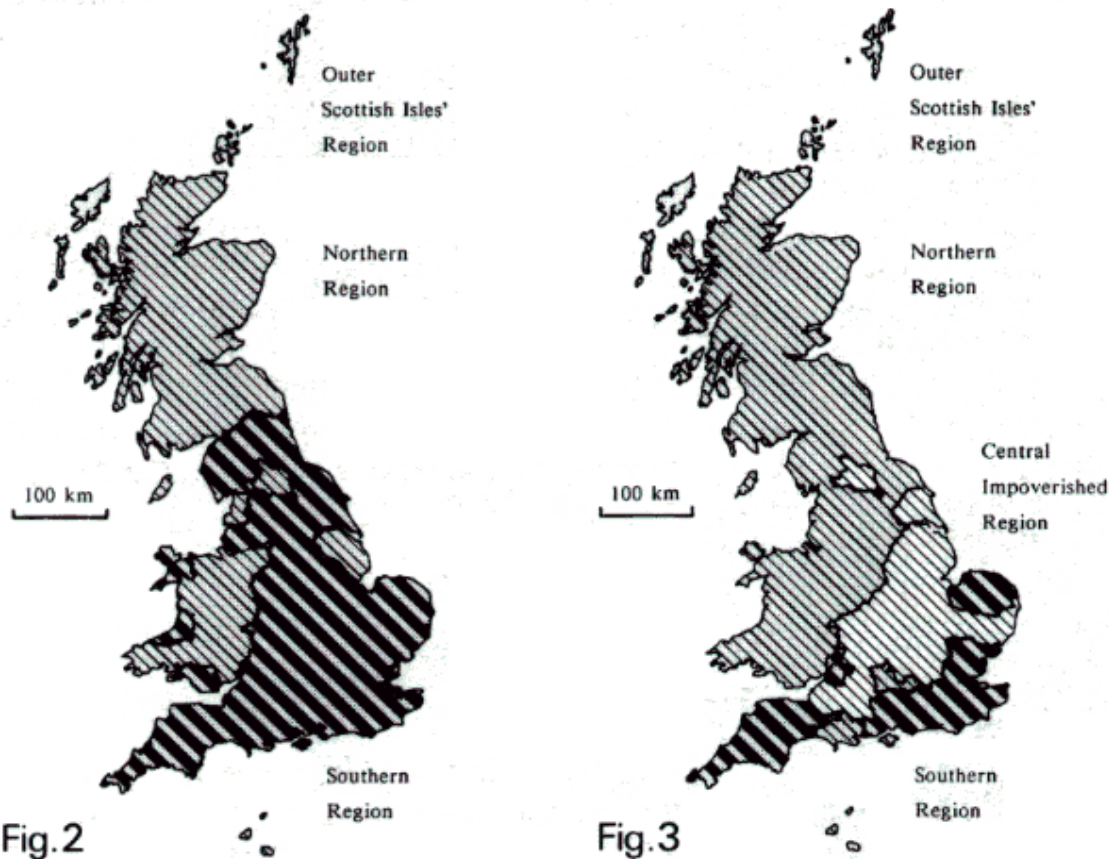 Outer
Scottish Isles'
Region
Northern
Region
100 km
Southern
Region
Fig.2
Outer
Scottish Isles'
Region
Northern
Region
Central
Impoverished
Region
100 km
Southern
Region
Fig.3